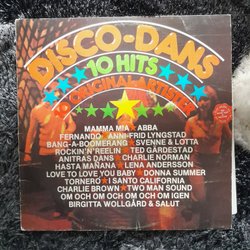 DISCO-DANS
10 HITS
ORIGINALARTISTER
MAMMA MIA ★ ABBA
FERNANDO ★ ANNI-FRID LYNGSTAD
BANG-A-BOOMERANG ★ SVENNE & LOTTA
ROCKIN'N'REELIN ★ TED GÄRDESTAD
ANITRAS DANS ★ CHARLIE NORMAN
HASTA MAÑANA ★ LENA ANDERSSON
LOVE TO LOVE YOU BABY ★ DONNA SUMMER
TORNERÒ ★ I SANTO CALIFORNIA
CHARLIE BROWN ★ TWO MAN SOUND
OM OCH OM OCH OM OCH OM IGEN
BIRGITTA WOLLGÅRD & SALUT